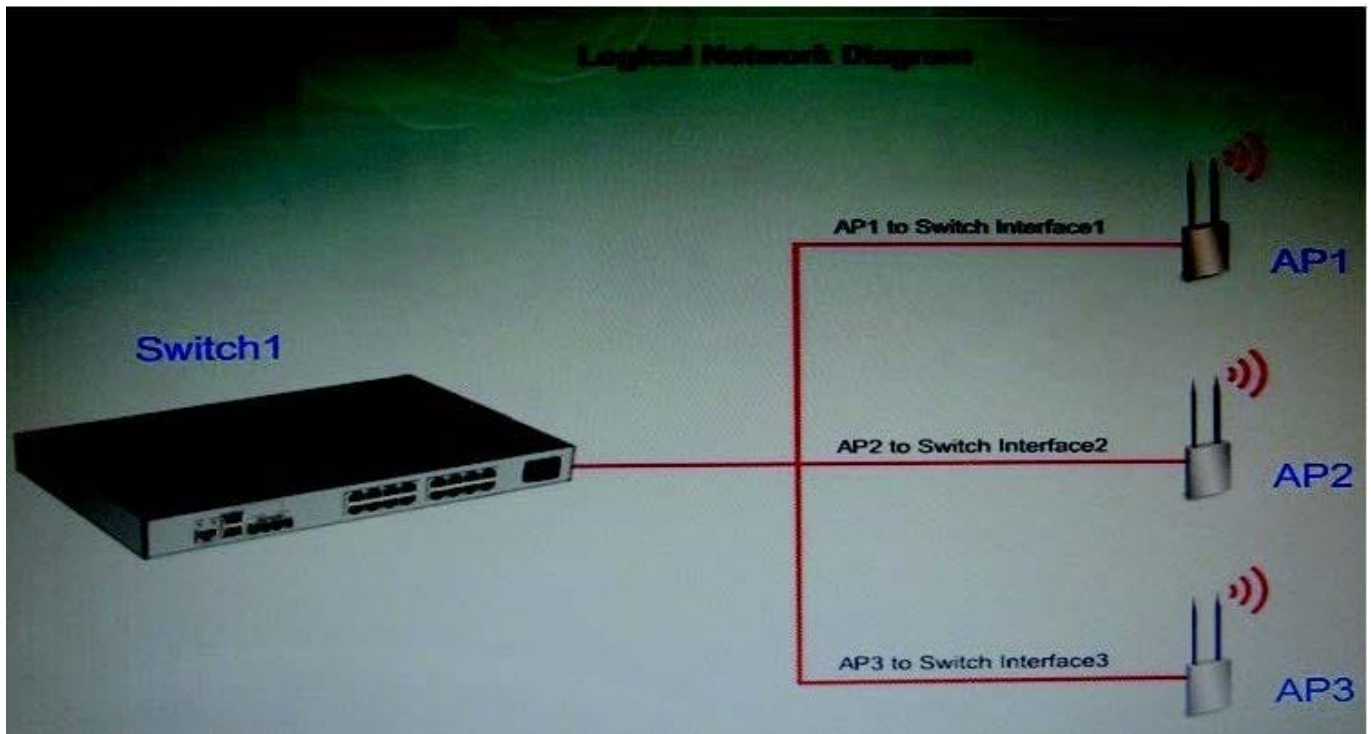 Logical Network Diagram
AP1 to Switch Interface1
AP1
Switch1
AP2 to Switch Interface2
AP2
AP3 to Switch Interface3
AP3